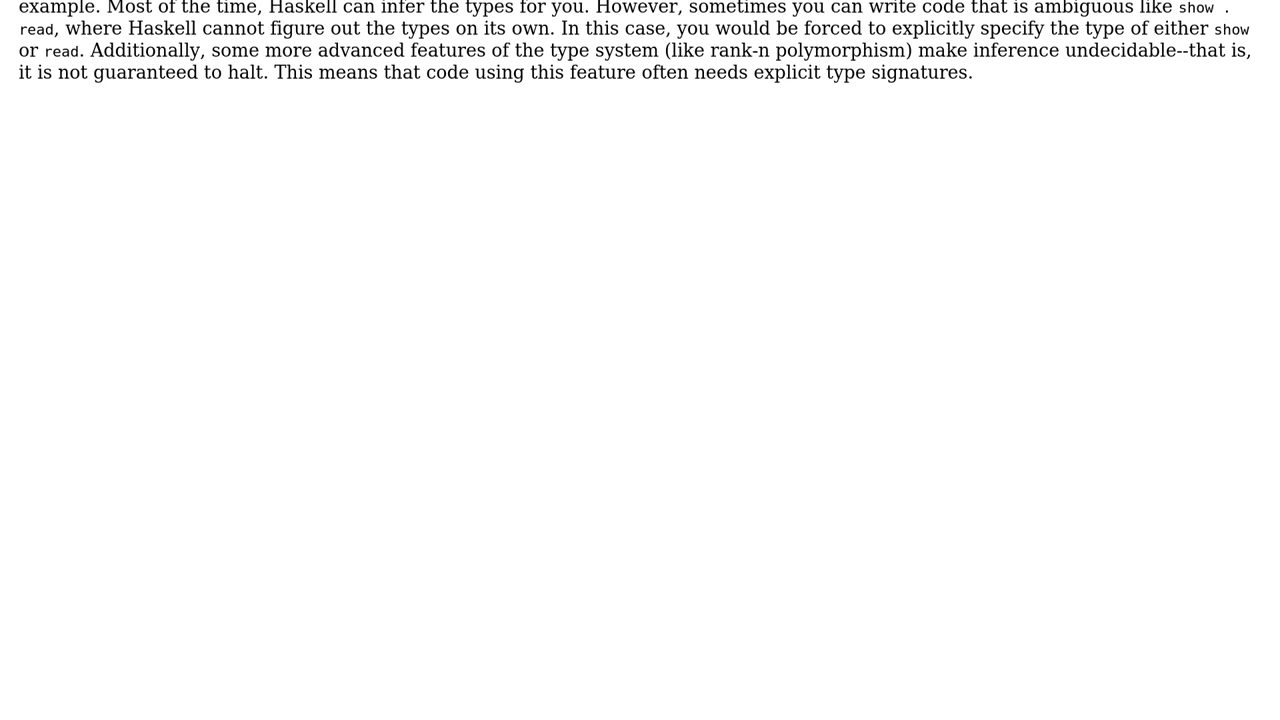 example. Most of the time, Haskell can infer the types for you. However, sometimes you can write code that is ambiguous like show .
read, where Haskell cannot figure out the types on its own. In this case, you would be forced to explicitly specify the type of either show
or read. Additionally, some more advanced features of the type system (like rank-n polymorphism) make inference undecidable--that is,
it is not guaranteed to halt. This means that code using this feature often needs explicit type signatures.